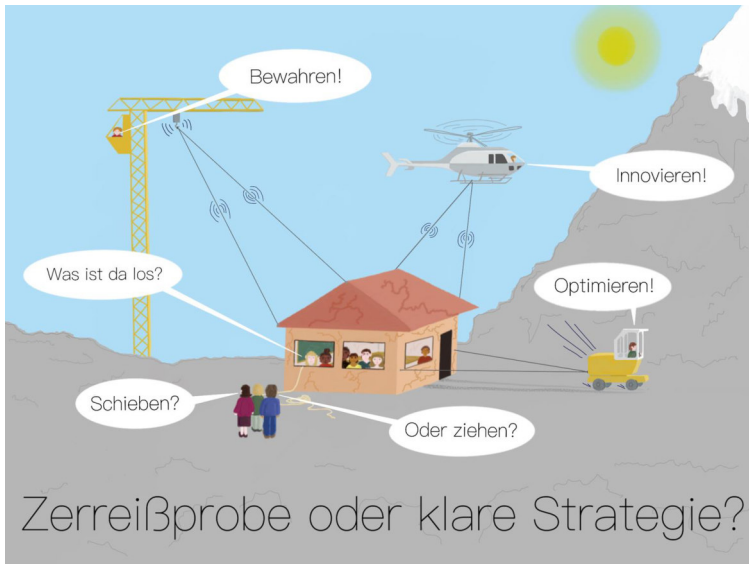 Bewahren!
Innovieren!
Was ist da los?
Optimieren!
Schieben?
Oder ziehen?
Zerreißprobe oder klare Strategie?